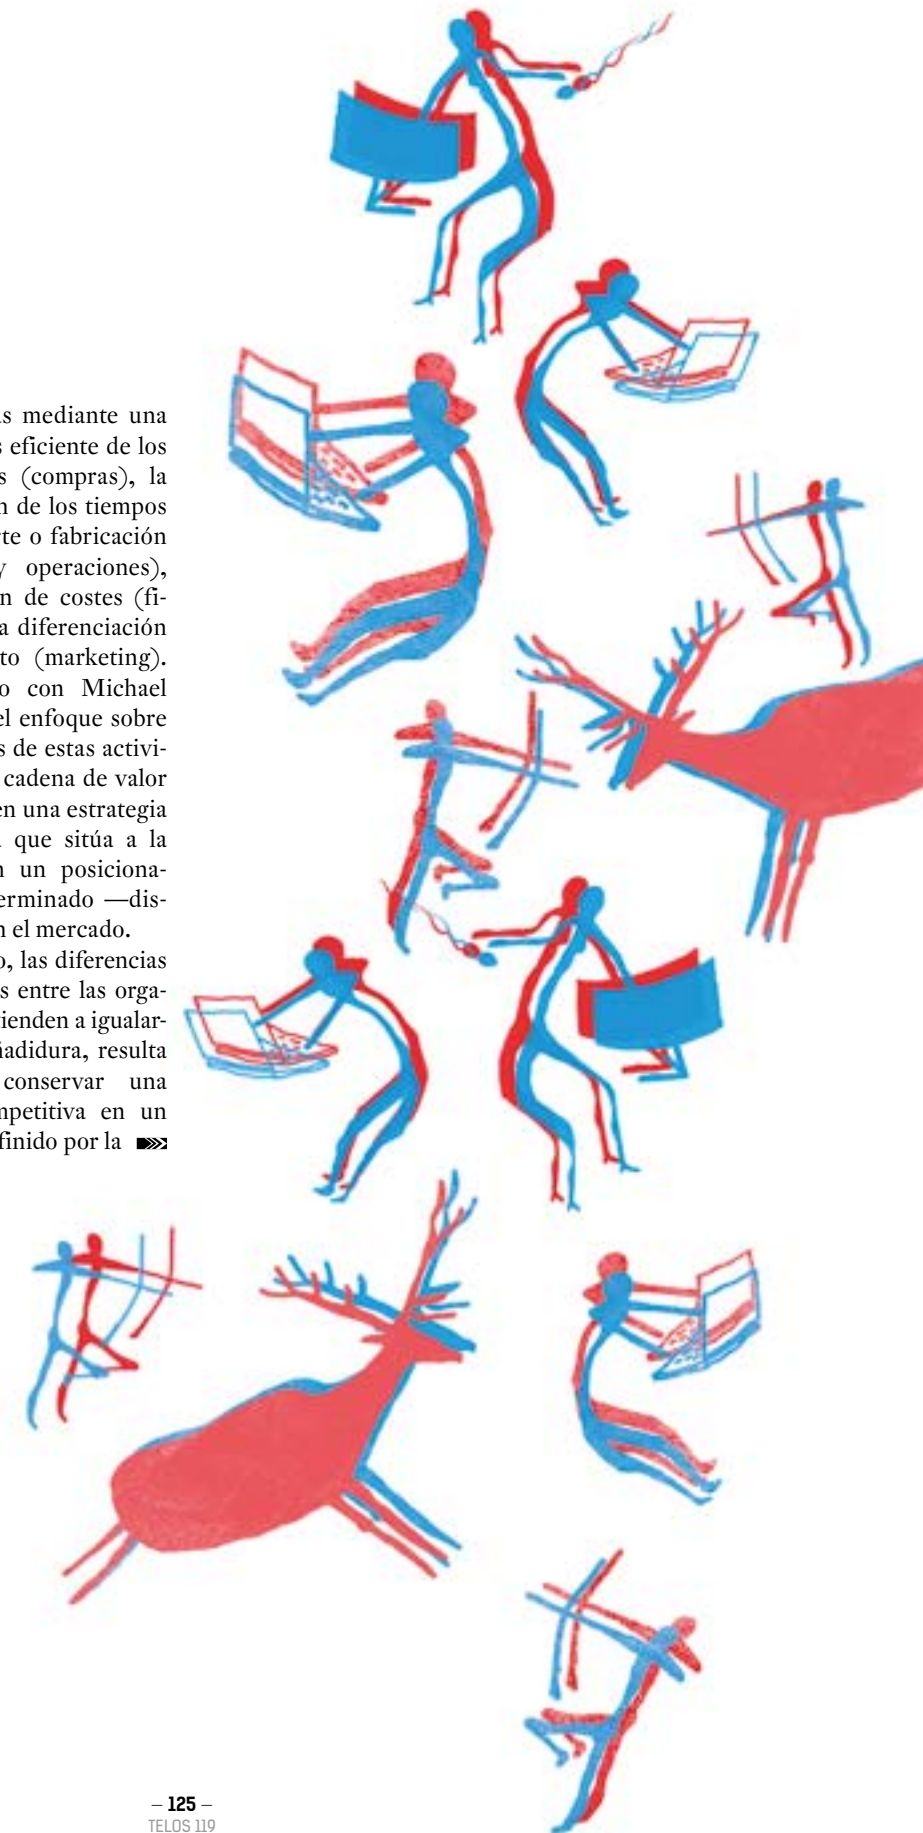 s mediante una
s eficiente de los
s (compras), la
n de los tiempos
rte o fabricación
y operaciones),
n de costes (fi-
a diferenciación
to (marketing).
o con Michael
el enfoque sobre
s de estas activi-
cadena de valor
en una estrategia
que sitúa a la
n un posiciona-
erminado —dis-
n el mercado.
o, las diferencias
s entre las orga-
tienden a igualar-
ñadidura, resulta
conservar una
mpetitiva en un
finido por la
– 125 –
TELOS 119